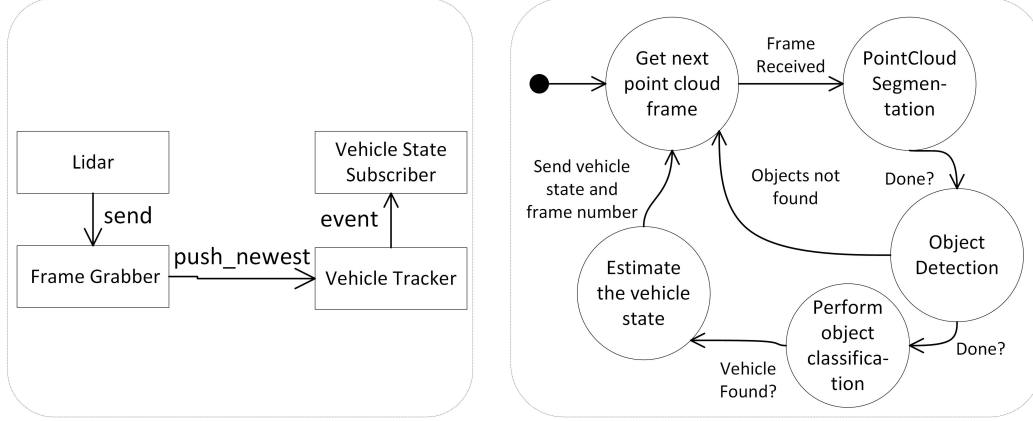 Lidar
send
Frame Grabber
push_newest
Vehicle State
Subscriber
event
Vehicle Tracker
Get next
point cloud
frame
Frame
Received
PointCloud
Segmen-
tation
Done?
Object
Detection
Objects not
found
Done?
Perform
object
classifica-
tion
Vehicle
Found?
Estimate
the vehicle
state
Send vehicle
state and
frame number